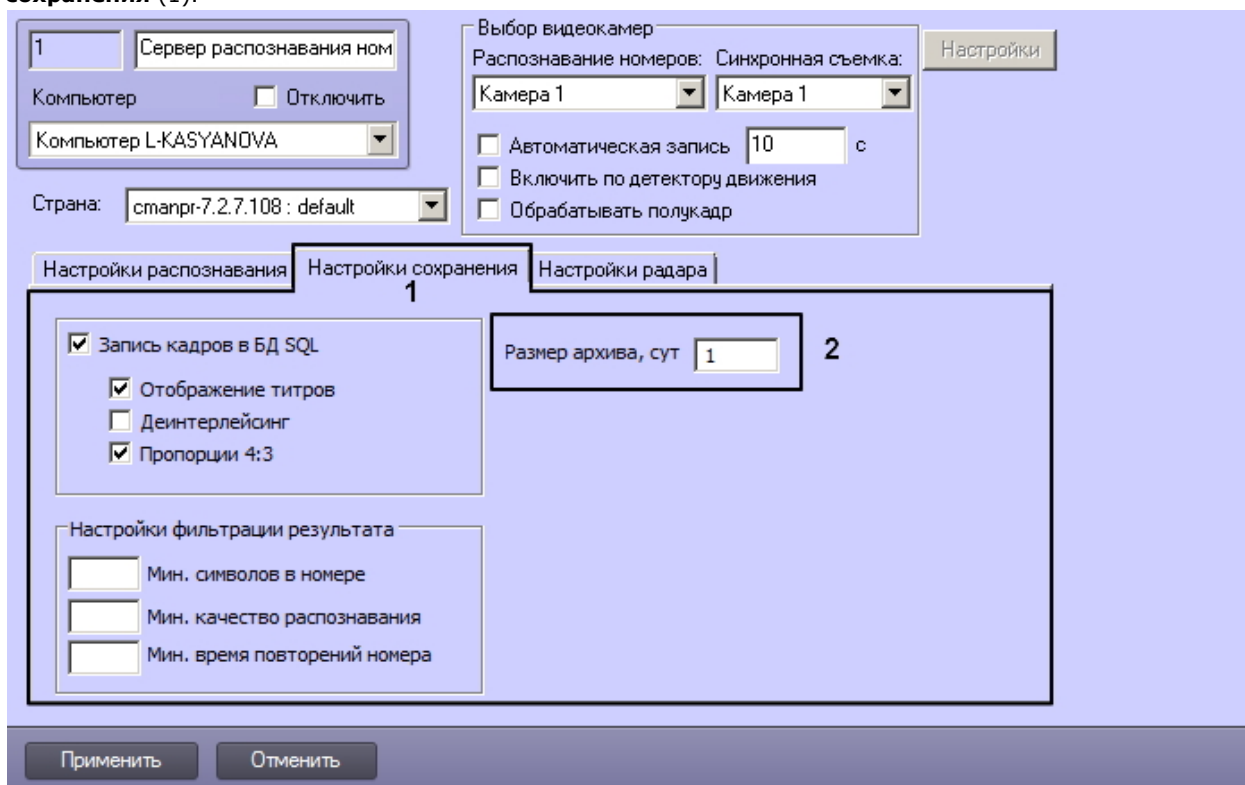 сохранения (1).
1
Сервер распознавания ном
Компьютер
Отключить
Компьютер L-KASYANOVA
Страна:
cmanpr-7.2.7.108 : default
Выбор видеокамер
Распознавание номеров:
Синхронная съемка:
Камера 1
Камера 1
Автоматическая запись
10
с
Включить по детектору движения
Обрабатывать полукадр
Настройки
Настройки распознавания
Настройки сохранения
Настройки радара
1
Запись кадров в БД SQL
Отображение титров
Деинтерлейсинг
Пропорции 4:3
Размер архива, сут
1
2
Настройки фильтрации результата
Мин. символов в номере
Мин. качество распознавания
Мин. время повторений номера
Применить
Отменить